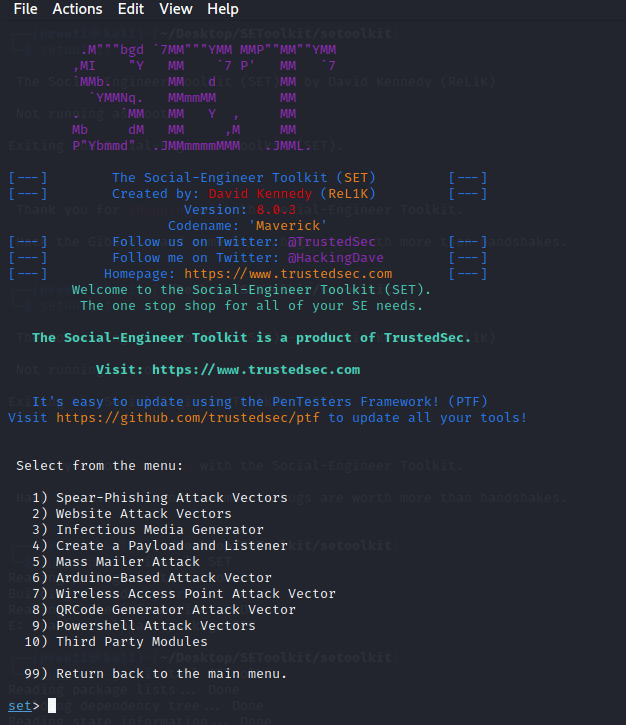 File Actions Edit View Help
.M"""bgd `7MM"""YMM MMP""MM""YMM
,MI "Y MM `7 P' MM `7
`MMb. MM d MM
`YMMNq. MMmmMM MM
. `MM MM Y , MM
Mb dM MM ,M MM
P"Ybmmd" .JMMmmmmMMM .JMML.
[---] The Social-Engineer Toolkit (SET) [---]
[---] Created by: David Kennedy (ReL1K) [---]
Version: 8.0.3
Codename: 'Maverick'
[---] Follow us on Twitter: @TrustedSec [---]
[---] Follow me on Twitter: @HackingDave [---]
[---] Homepage: https://www.trustedsec.com [---]
Welcome to the Social-Engineer Toolkit (SET).
The one stop shop for all of your SE needs.
The Social-Engineer Toolkit is a product of TrustedSec.
Visit: https://www.trustedsec.com
It's easy to update using the PenTesters Framework! (PTF)
Visit https://github.com/trustedsec/ptf to update all your tools!
Select from the menu:
1) Spear-Phishing Attack Vectors
2) Website Attack Vectors
3) Infectious Media Generator
4) Create a Payload and Listener
5) Mass Mailer Attack
6) Arduino-Based Attack Vector
7) Wireless Access Point Attack Vector
8) QRCode Generator Attack Vector
9) Powershell Attack Vectors
10) Third Party Modules
99) Return back to the main menu.
set>